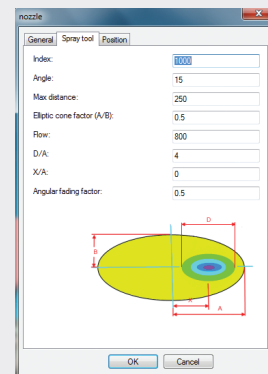 nozzle
General Spray tool Position
Index: 1000
Angle: 15
Max distance: 250
Elliptic cone factor (A/B): 0.5
Flow: 800
D/A: 4
X/A: 0
Angular fading factor: 0.5
D
B
X
A
OK Cancel